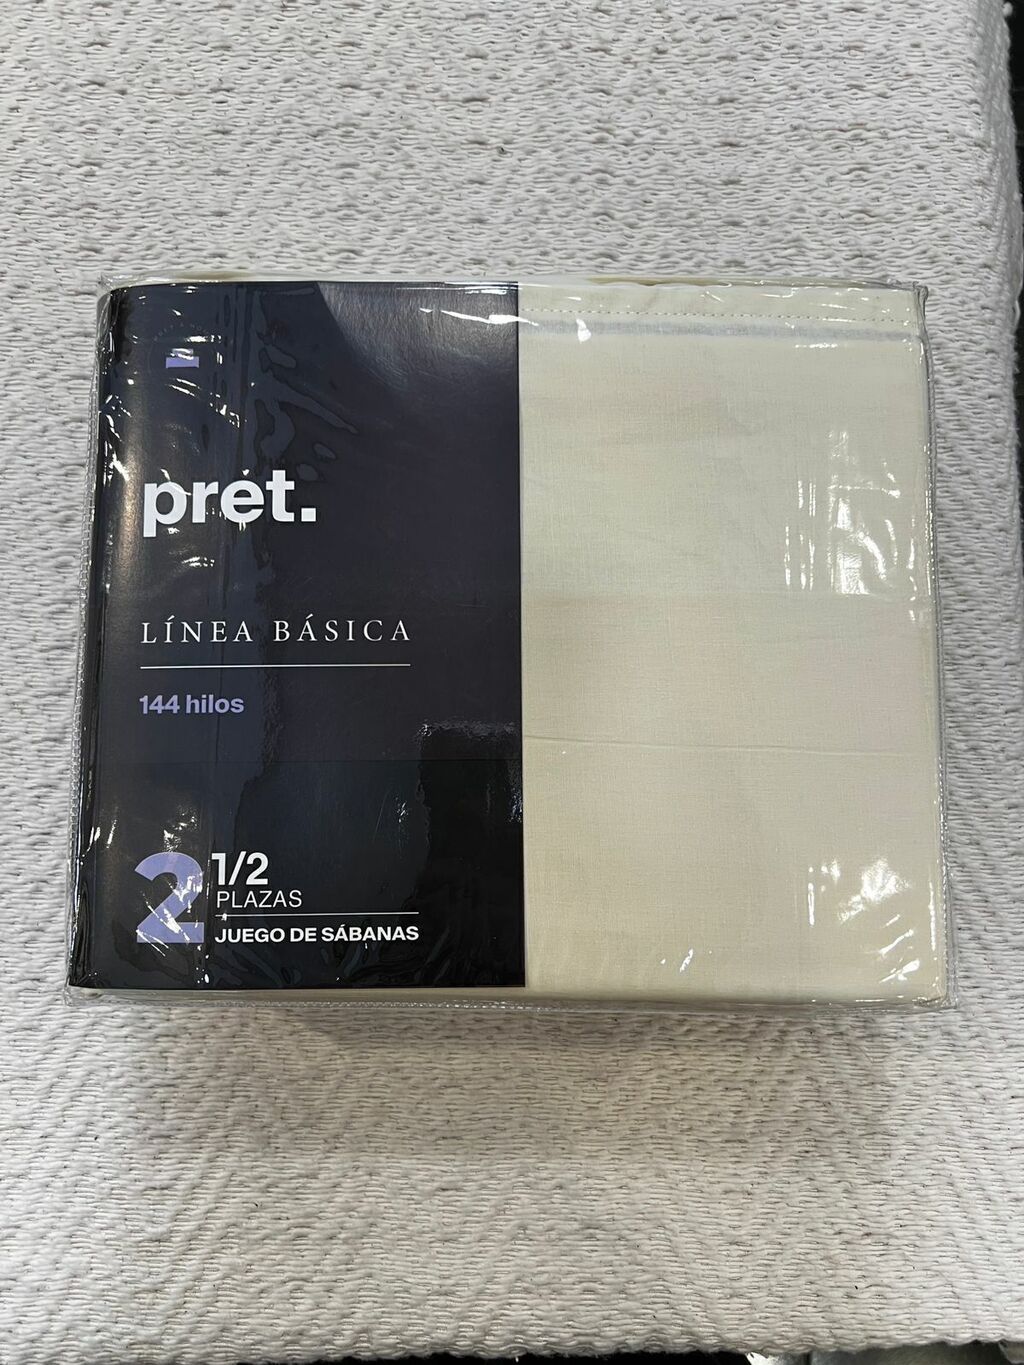 pret.
LÍNEA BÁSICA
144 hilos
2 1/2
PLAZAS
JUEGO DE SÁBANAS